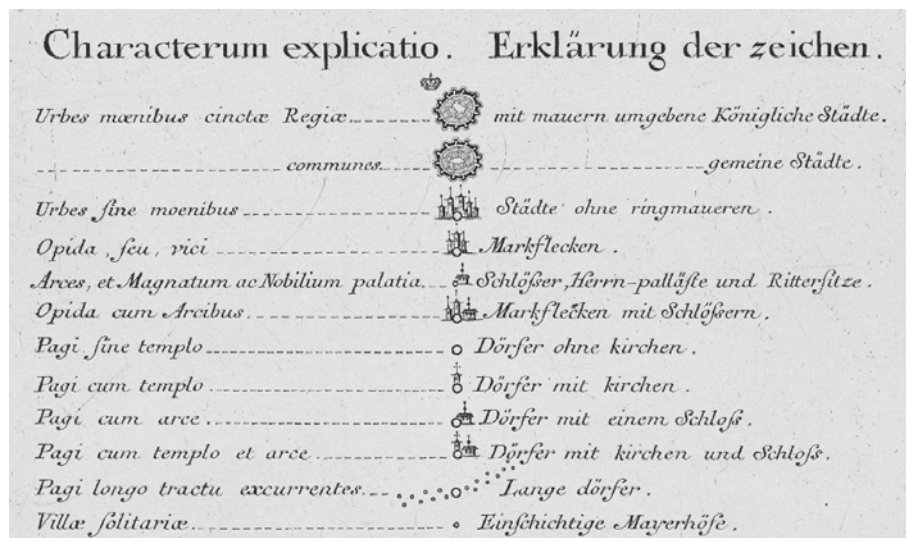 Characterum explicatio. Erklärung der zeichen.
Urbes mœnibus cinctæ Regiæ mit mauern umgebene Königliche Städte.
communes gemeine Städte.
Urbes ſine moenibus Städte ohne ringmaueren.
Opida, ſeu, vici Markflecken.
Arces, et Magnatum ac Nobilium palatia Schlößer, Herrn-palläſte und Ritterſitze.
Opida cum Arcibus Markflecken mit Schlößern.
Pagi ſine templo Dörfer ohne kirchen.
Pagi cum templo Dörfer mit kirchen.
Pagi cum arce Dörfer mit einem Schloſs.
Pagi cum templo et arce Dörfer mit kirchen und Schloſs.
Pagi longo tractu excurrentes Lange dörfer.
Villæ ſolitariæ Einſchichtige Mayerhöfe.